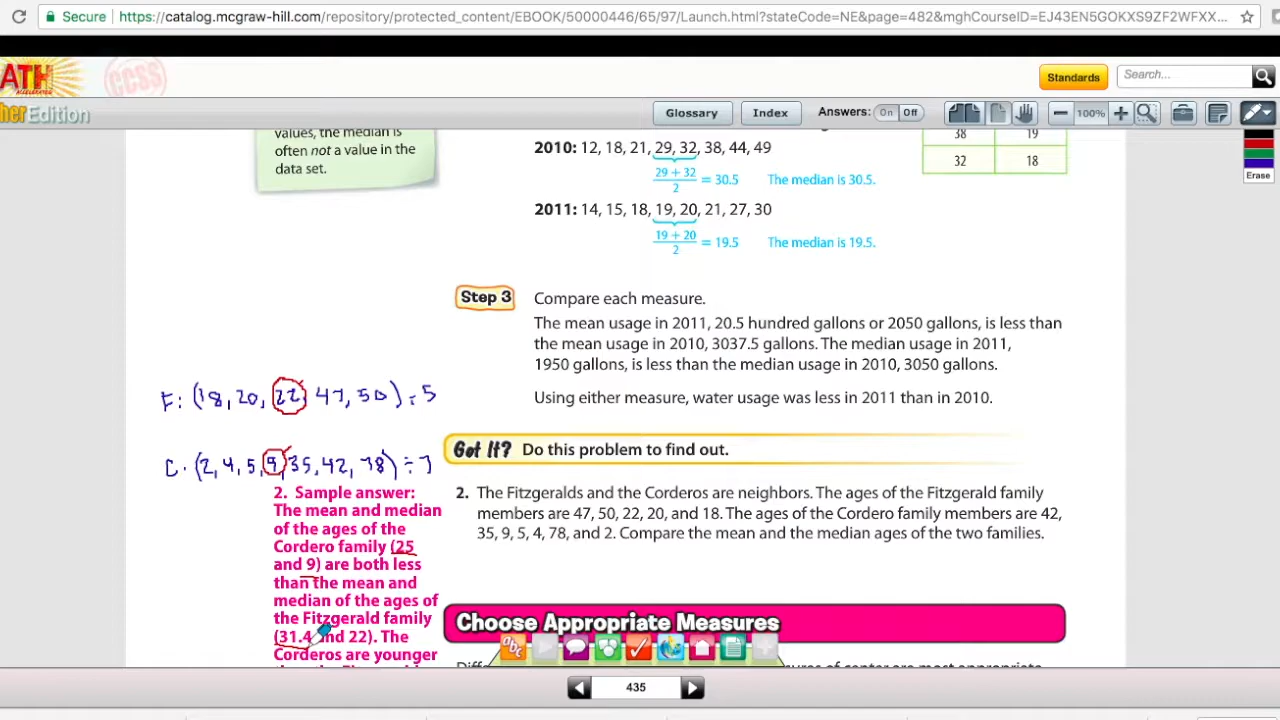 Secure
https://catalog.mcgraw-hill.com/repository/protected_content/EBOOK/50000446/65/97/Launch.html?stateCode=NE&page=482&mghCourseID=EJ43EN5GOKXS9ZF2WFXX...
ATH
CCSS
Standards
Search...
her Edition
Glossary
Index
Answers: On Off
100%
Erase
values, the median is
often not a value in the
data set.
2010: 12, 18, 21, 29, 32, 38, 44, 49
29 + 32
2
= 30.5 The median is 30.5.
38 19
32 18
2011: 14, 15, 18, 19, 20, 21, 27, 30
19 + 20
2
= 19.5 The median is 19.5.
Step 3 Compare each measure.
The mean usage in 2011, 20.5 hundred gallons or 2050 gallons, is less than
the mean usage in 2010, 3037.5 gallons. The median usage in 2011,
1950 gallons, is less than the median usage in 2010, 3050 gallons.
Using either measure, water usage was less in 2011 than in 2010.
F: (18, 20, 22, 47, 50) ÷ 5
C: (2, 4, 5, 9, 35, 42, 78) ÷ 7
Got It? Do this problem to find out.
2. The Fitzgeralds and the Corderos are neighbors. The ages of the Fitzgerald family
members are 47, 50, 22, 20, and 18. The ages of the Cordero family members are 42,
35, 9, 5, 4, 78, and 2. Compare the mean and the median ages of the two families.
2. Sample answer:
The mean and median
of the ages of the
Cordero family (25
and 9) are both less
than the mean and
median of the ages of
the Fitzgerald family
(31.4 and 22). The
Corderos are younger
Choose Appropriate Measures
abc
435